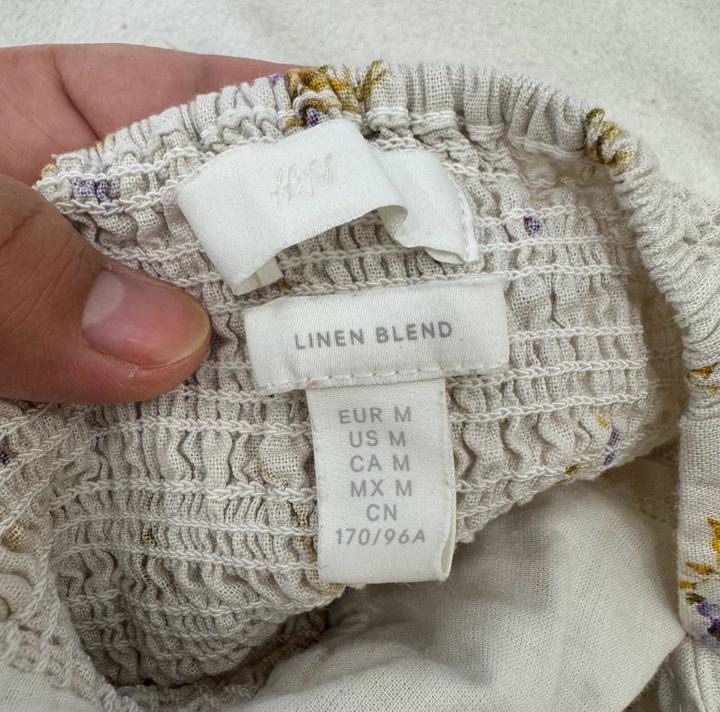 H&M
LINEN BLEND
EUR M
US M
CA M
MX M
CN
170/96A